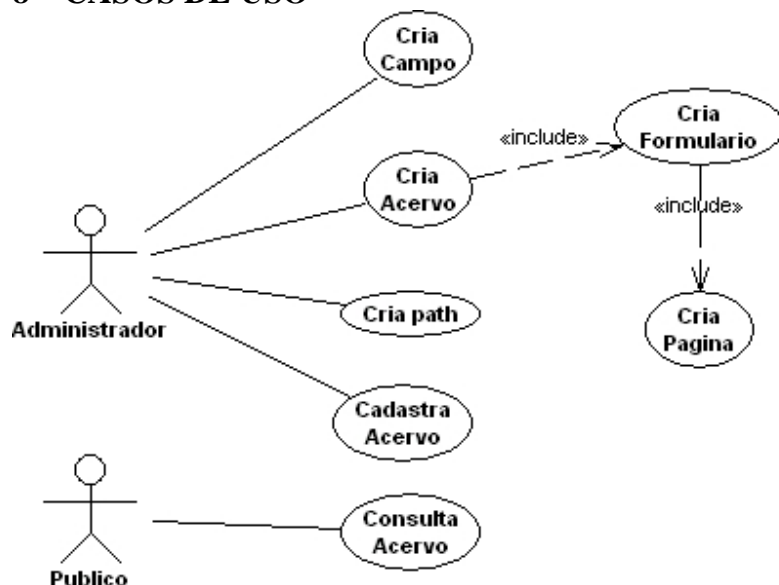 CASOS DE USO
Cria
Campo
«include»
Cria
Formulario
Cria
Acervo
«include»
Administrador
Cria path
Cria
Pagina
Cadastra
Acervo
Consulta
Acervo
Publico